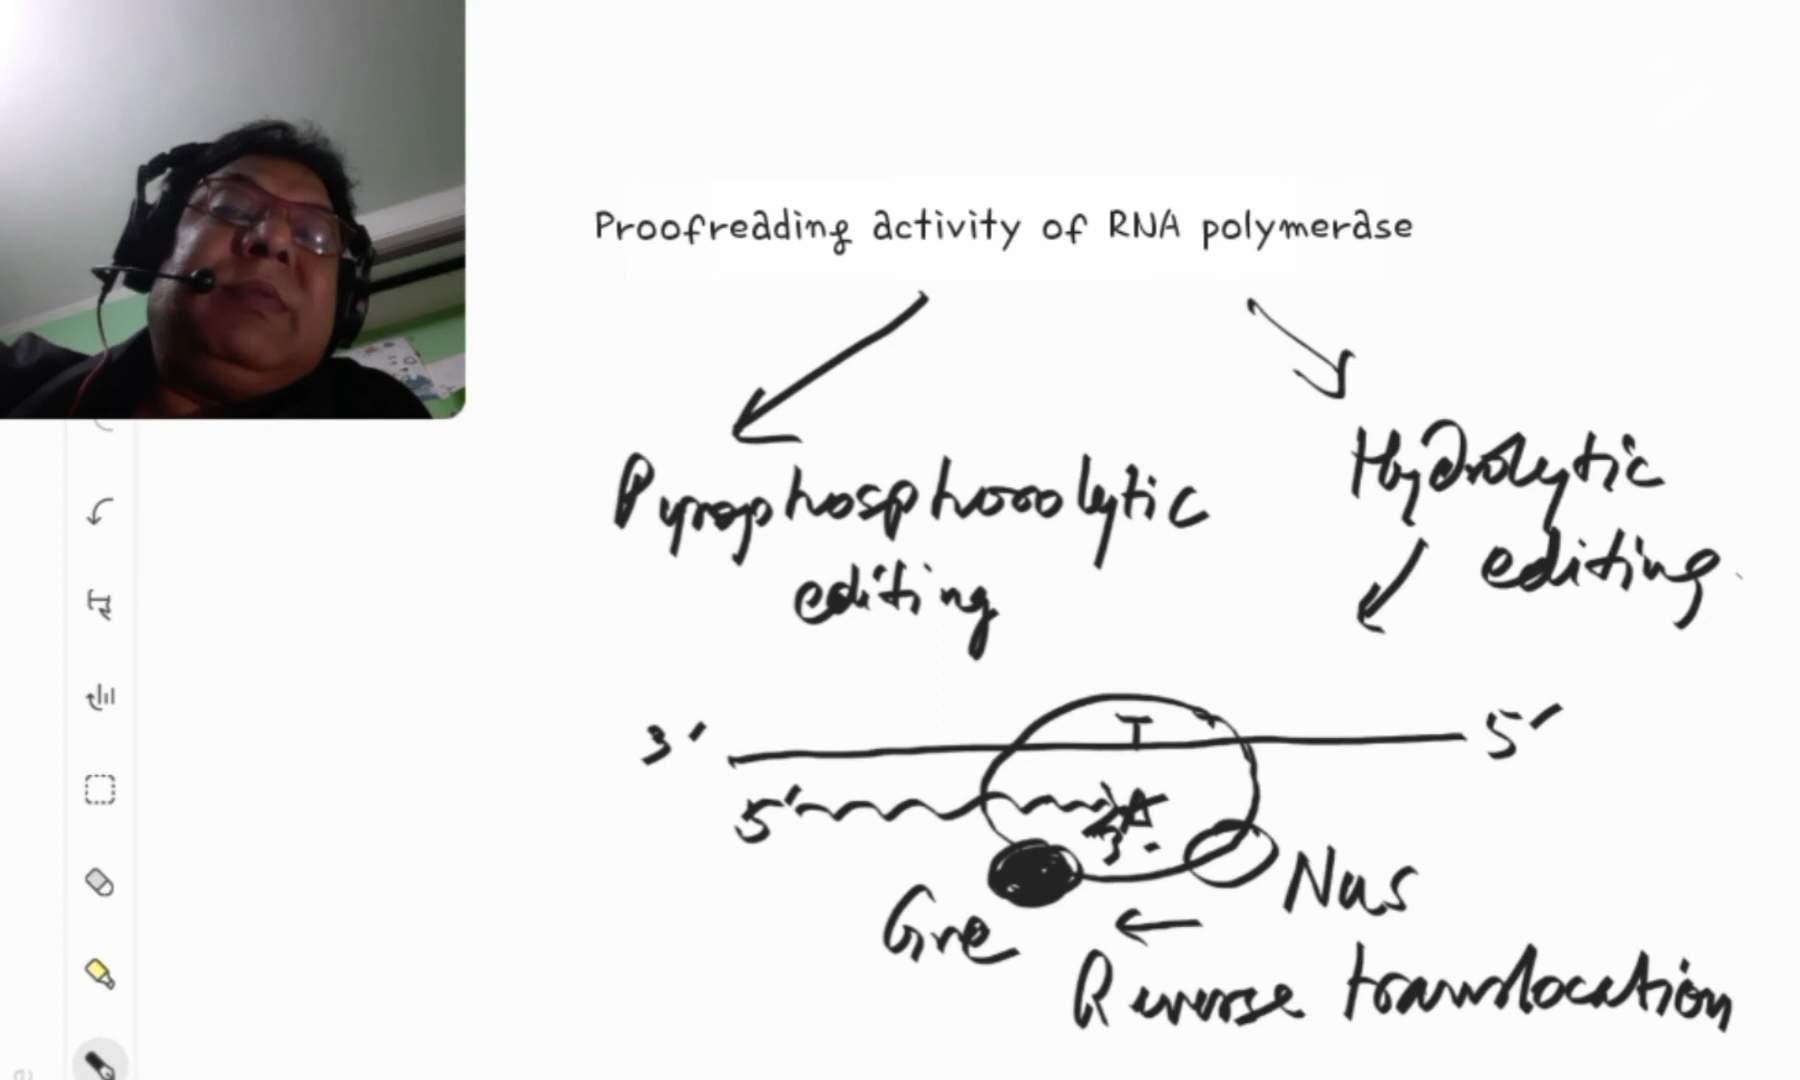 Proofreading activity of RNA polymerase
Pyrophosphorolytic
editing
Hydrolytic
editing
3' T 5'
5' A
3'
Gre
Nus
Reverse translocation